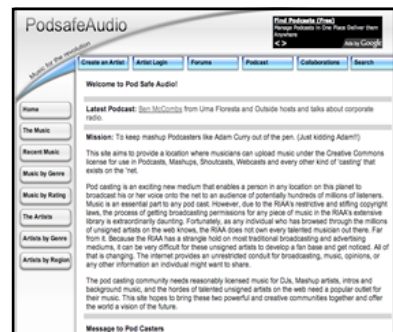 PodsafeAudio
Music for the revolution
Find Podcasts (Free)
Manage Podcasts in One Place Deliver them
Anywhere
< >
Ads by Google
Create an Artist
Artist Login
Forums
Podcast
Collaborations
Search
Welcome to Pod Safe Audio!
Home
The Music
Recent Music
Music by Genre
Music by Rating
The Artists
Artists by Genre
Artists by Region
Latest Podcast: Ben McCombs from Uma Floresta and Outside hosts and talks about corporate
radio.
Mission: To keep mashup Podcasters like Adam Curry out of the pen. (Just kidding Adam!!)
This site aims to provide a location where musicians can upload music under the Creative Commons
license for use in Podcasts, Mashups, Shoutcasts, Webcasts and every other kind of 'casting' that
exists on the 'net.
Pod casting is an exciting new medium that enables a person in any location on this planet to
broadcast his or her voice onto the net to an audience of potentially hundreds of millions of listeners.
Music is an essential part to any pod cast. However, due to the RIAA's restrictive and stifling copyright
laws, the process of getting broadcasting permissions for any piece of music in the RIAA's extensive
library is extraordinarily daunting. Fortunately, as any individual who has browsed through the millions
of unsigned artists on the web knows, the RIAA does not own every talented musician out there. Far
from it. Because the RIAA has a strangle hold on most traditional broadcasting and advertising
mediums, it can be very difficult for these unsigned artists to develop a fan base and get noticed. All of
that is changing. The internet provides an unrestricted conduit for broadcasting, music, opinions, or
any other information an individual might want to share.
The pod casting community needs reasonably licensed music for DJs, Mashup artists, intros and
background music, and the hordes of talented unsigned artists on the web need a popular outlet for
their music. This site hopes to bring these two powerful and creative communities together and offer
the world a vision of the future.
Message to Pod Casters